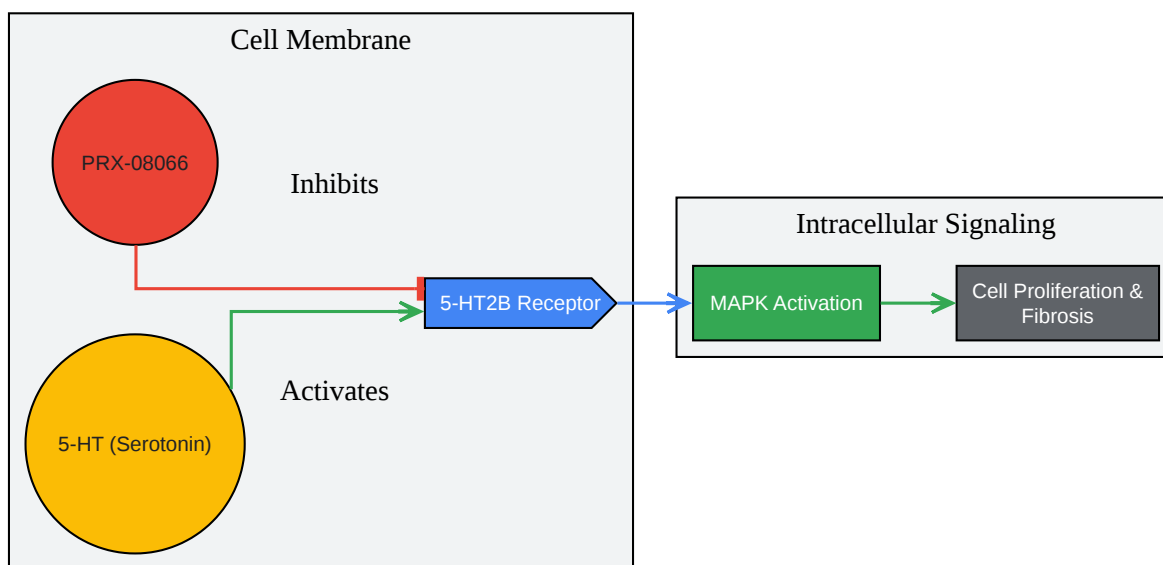 Cell Membrane
PRX-08066
Inhibits
Intracellular Signaling
5-HT2B Receptor
MAPK Activation
Cell Proliferation &
Fibrosis
Activates
5-HT (Serotonin)